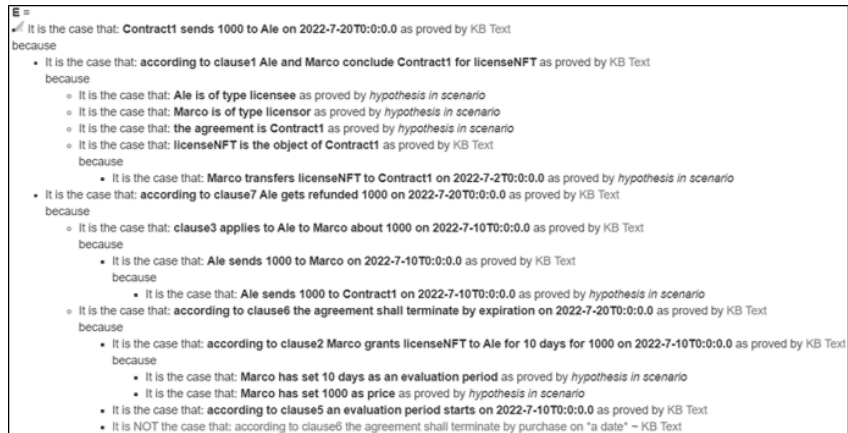 E =
It is the case that: Contract1 sends 1000 to Ale on 2022-7-20T0:0:0.0 as proved by KB Text
because
It is the case that: according to clause1 Ale and Marco conclude Contract1 for licenseNFT as proved by KB Text
because
It is the case that: Ale is of type licensee as proved by hypothesis in scenario
It is the case that: Marco is of type licensor as proved by hypothesis in scenario
It is the case that: the agreement is Contract1 as proved by hypothesis in scenario
It is the case that: licenseNFT is the object of Contract1 as proved by KB Text
because
It is the case that: Marco transfers licenseNFT to Contract1 on 2022-7-2T0:0:0.0 as proved by hypothesis in scenario
It is the case that: according to clause7 Ale gets refunded 1000 on 2022-7-20T0:0:0.0 as proved by KB Text
because
It is the case that: clause3 applies to Ale to Marco about 1000 on 2022-7-10T0:0:0.0 as proved by KB Text
because
It is the case that: Ale sends 1000 to Marco on 2022-7-10T0:0:0.0 as proved by KB Text
because
It is the case that: Ale sends 1000 to Contract1 on 2022-7-10T0:0:0.0 as proved by hypothesis in scenario
It is the case that: according to clause6 the agreement shall terminate by expiration on 2022-7-20T0:0:0.0 as proved by KB Text
because
It is the case that: according to clause2 Marco grants licenseNFT to Ale for 10 days for 1000 on 2022-7-10T0:0:0.0 as proved by KB Text
because
It is the case that: Marco has set 10 days as an evaluation period as proved by hypothesis in scenario
It is the case that: Marco has set 1000 as price as proved by hypothesis in scenario
It is the case that: according to clause5 an evaluation period starts on 2022-7-10T0:0:0.0 as proved by KB Text
It is NOT the case that: according to clause6 the agreement shall terminate by purchase on *a date* ~ KB Text